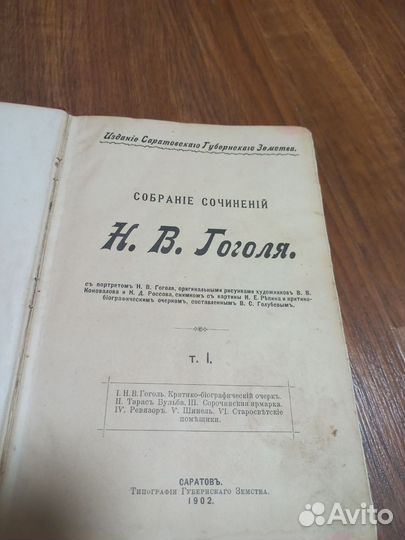 Изданіе Саратовскаго Губернскаго Земства.
СОБРАНІЕ СОЧИНЕНІЙ
Н. В. Гоголя.
съ портретомъ Н. В. Гоголя, оригинальными рисунками художниковъ В. В.
Коновалова и Н. Д. Россова, снимкомъ съ картины И. Е. Рѣпина и критико-
біографическимъ очеркомъ, составленнымъ В. С. Голубевымъ.
т. I.
I. Н. В. Гоголь. Критико-біографическій очеркъ.
II. Тарасъ Бульба. III. Сорочинская ярмарка.
IV. Ревизоръ. V. Шинель. VI. Старосвѣтскіе
помѣщики.
САРАТОВЪ.
Типографія Губернскаго Земства.
1902.
Avito